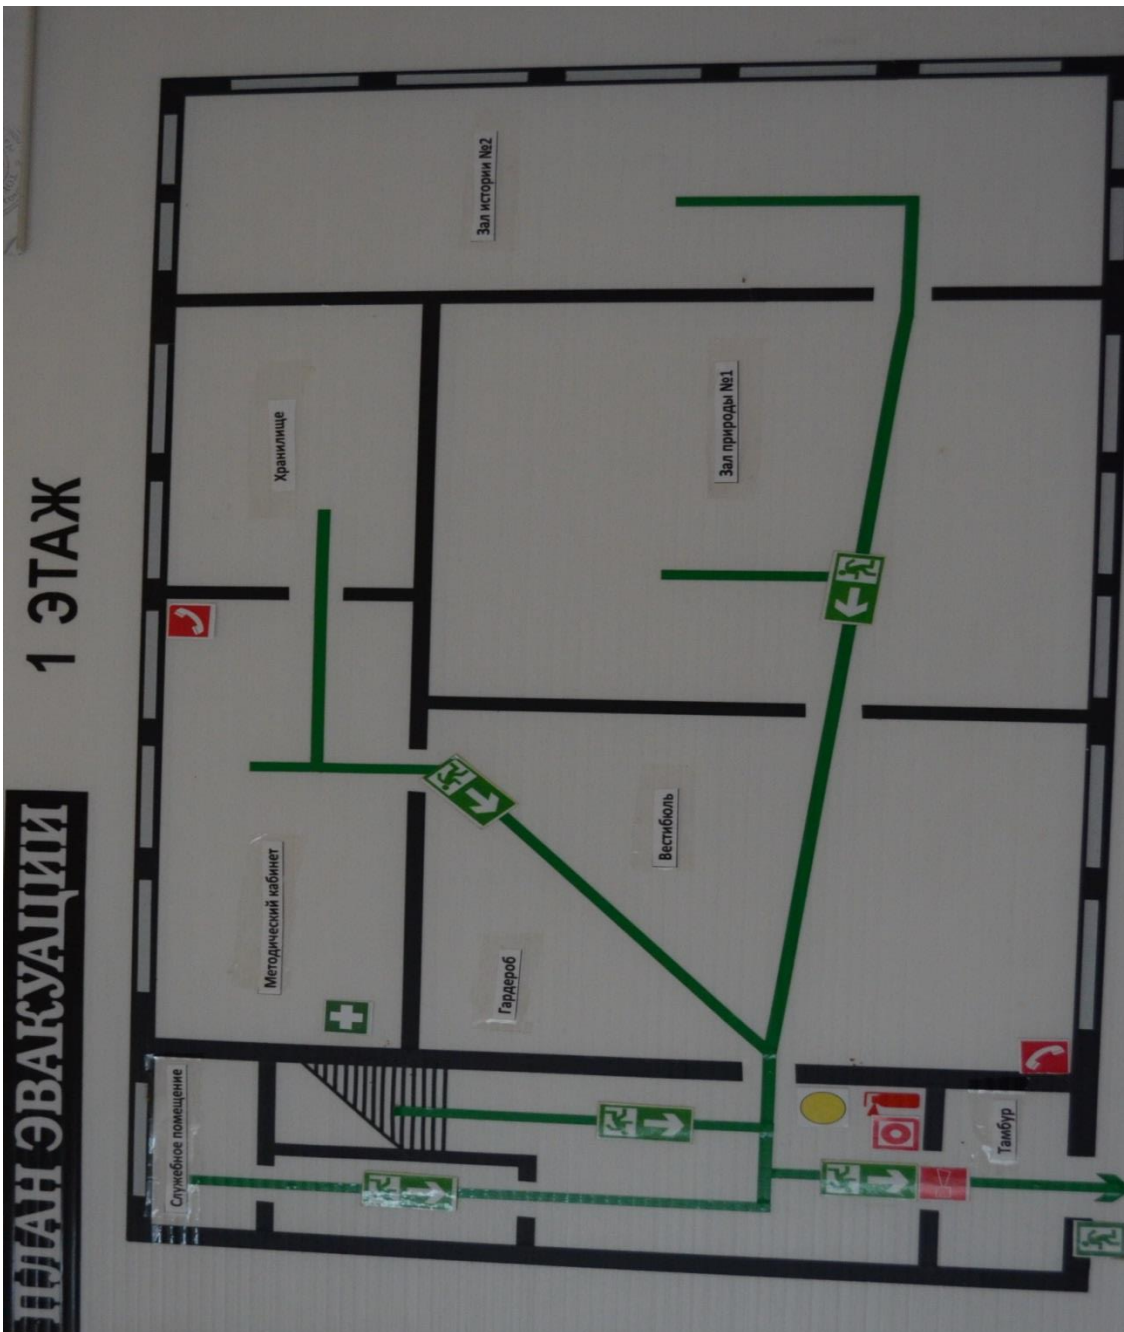 ПЛАН ЭВАКУАЦИИ
1 ЭТАЖ
Служебное помещение
Методический кабинет
Хранилище
Гардероб
Зал истории №2
Вестибюль
Зал природы №1
Тамбур